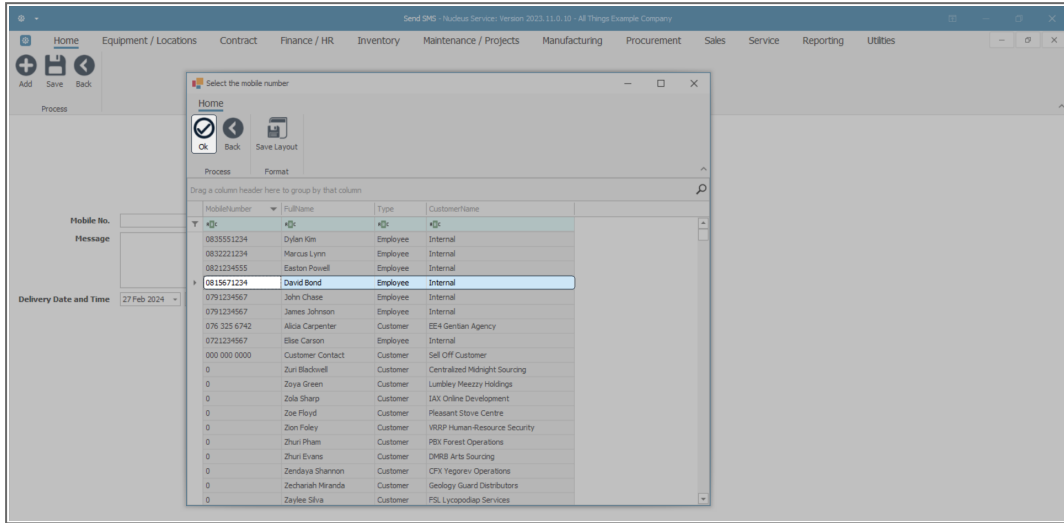 Send SMS - Nucleus Service: Version 2023.11.0.10 - All Things Example Company
Home Equipment / Locations Contract Finance / HR Inventory Maintenance / Projects Manufacturing Procurement Sales Service Reporting Utilities
Add Save Back
Process
Select the mobile number
Home
Ok Back Save Layout
Process Format
Drag a column header here to group by that column
MobileNumber FullName Type CustomerName
0835551234 Dylan Kim Employee Internal
0832221234 Marcus Lynn Employee Internal
0821234555 Easton Powell Employee Internal
0815671234 David Bond Employee Internal
0791234567 John Chase Employee Internal
0791234567 James Johnson Employee Internal
076 325 6742 Alicia Carpenter Customer EE4 Gentian Agency
0721234567 Elise Carson Employee Internal
000 000 0000 Customer Contact Customer Sell Off Customer
0 Zuri Blackwell Customer Centralized Midnight Sourcing
0 Zoya Green Customer Lumbley Meezzy Holdings
0 Zola Sharp Customer IAX Online Development
0 Zoe Floyd Customer Pleasant Stove Centre
0 Zion Foley Customer VRRP Human-Resource Security
0 Zhuri Pham Customer PBX Forest Operations
0 Zhuri Evans Customer DMRB Arts Sourcing
0 Zendaya Shannon Customer CFX Yegorev Operations
0 Zechariah Miranda Customer Geology Guard Distributors
0 Zaylee Silva Customer FSL Lycopodiap Services
Mobile No.
Message
Delivery Date and Time 27 Feb 2024